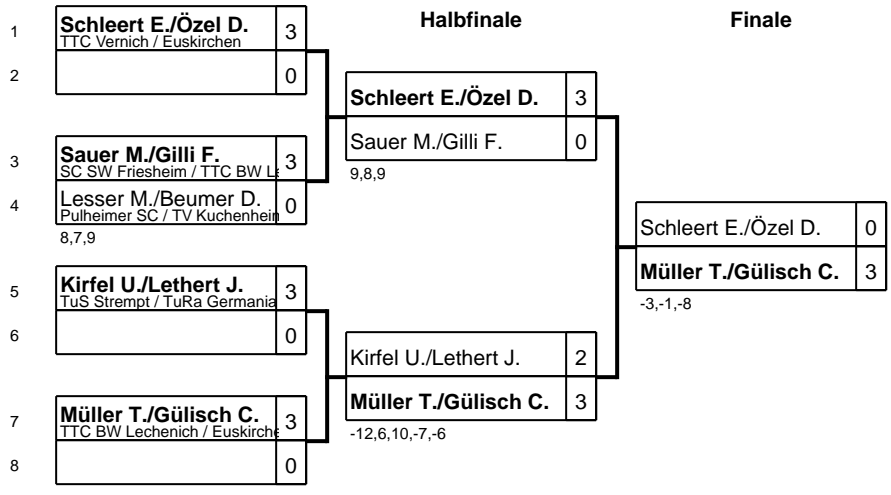 Halbfinale
Finale
1 Schleert E./Özel D. 3
TTC Vernich / Euskirchen
2 0
3 Sauer M./Gilli F. 3
SC SW Friesheim / TTC BW Le
4 Lesser M./Beumer D. 0
Pulheimer SC / TV Kuchenhein
8,7,9
5 Kirfel U./Lethert J. 3
TuS Strempt / TuRa Germania
6 0
7 Müller T./Gülisch C. 3
TTC BW Lechenich / Euskirche
8 0
Schleert E./Özel D. 3
Sauer M./Gilli F. 0
9,8,9
Kirfel U./Lethert J. 2
Müller T./Gülisch C. 3
-12,6,10,-7,-6
Schleert E./Özel D. 0
Müller T./Gülisch C. 3
-3,-1,-8